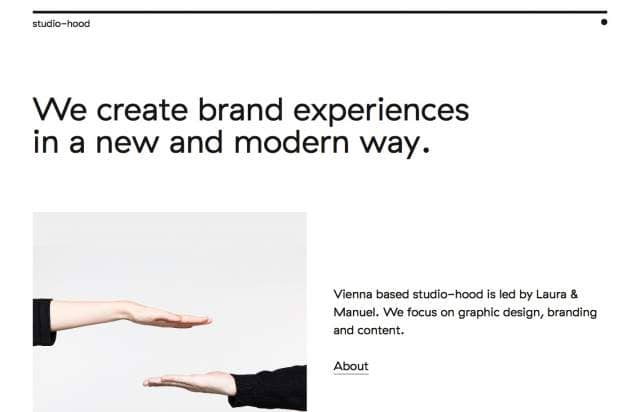 studio-hood
We create brand experiences
in a new and modern way.
Vienna based studio-hood is led by Laura &
Manuel. We focus on graphic design, branding
and content.
About